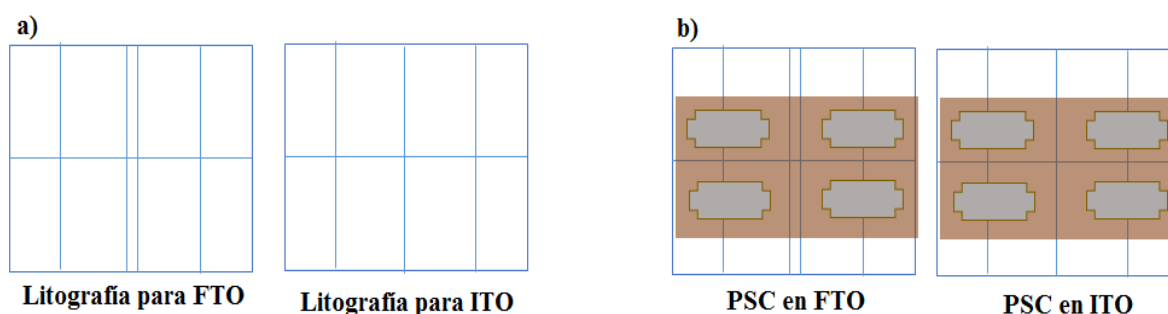 a)
Litografía para FTO
Litografía para ITO
b)
PSC en FTO
PSC en ITO